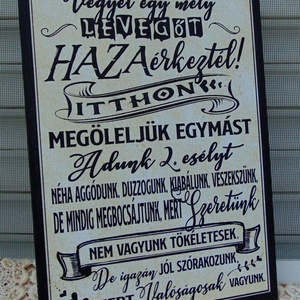 Vegyél egy mély
LEVEGŐT
HAZAérkeztél!
ITTHON
MEGÖLELJÜK EGYMÁST
Adunk 2. esélyt
NÉHA AGGÓDUNK, DUZZOGUNK, KIABÁLUNK, VESZEKSZÜNK,
DE MINDIG MEGBOCSÁJTUNK, MERT Szeretünk
NEM VAGYUNK TÖKÉLETESEK.
De igazán JÓL SZÓRAKOZUNK
MERT Valóságosak VAGYUNK.